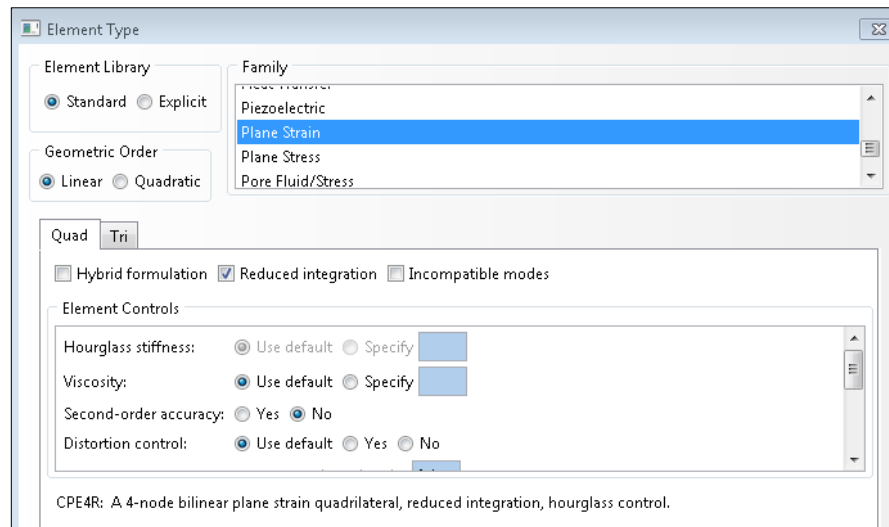 Element Type
Element Library
Standard Explicit
Family
Heat Transfer
Piezoelectric
Plane Strain
Plane Stress
Pore Fluid/Stress
Geometric Order
Linear Quadratic
Quad Tri
Hybrid formulation Reduced integration Incompatible modes
Element Controls
Hourglass stiffness: Use default Specify
Viscosity: Use default Specify
Second-order accuracy: Yes No
Distortion control: Use default Yes No
CPE4R: A 4-node bilinear plane strain quadrilateral, reduced integration, hourglass control.